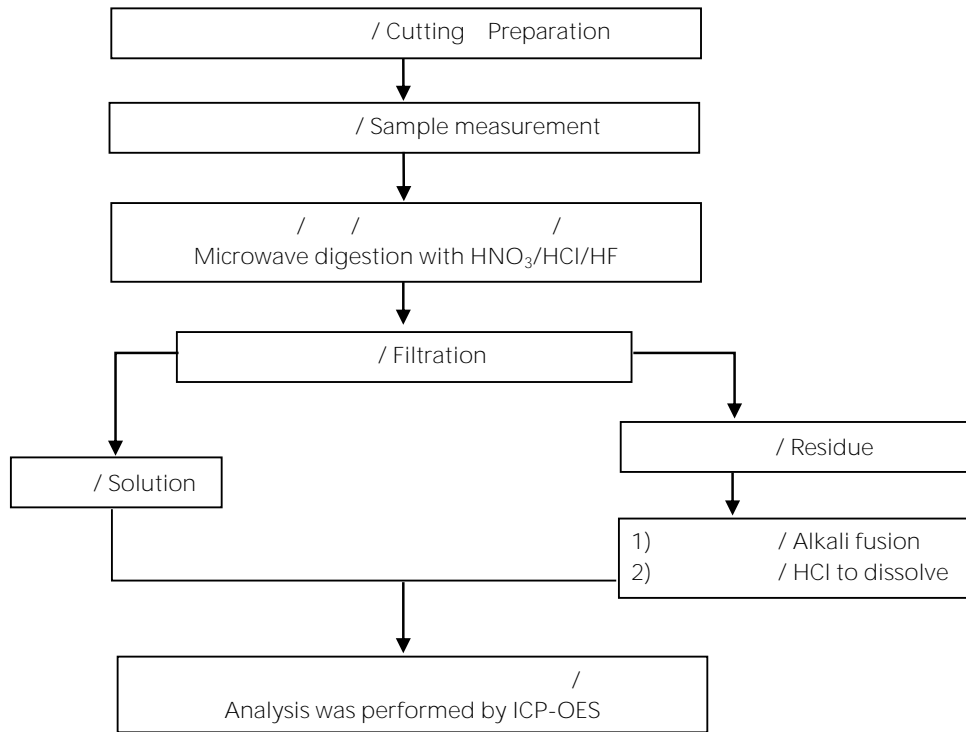 / Cutting Preparation
/ Sample measurement
/ / /
Microwave digestion with HNO₃/HCl/HF
/ Filtration
/ Residue
/ Solution
1) / Alkali fusion
2) / HCl to dissolve
/
Analysis was performed by ICP-OES